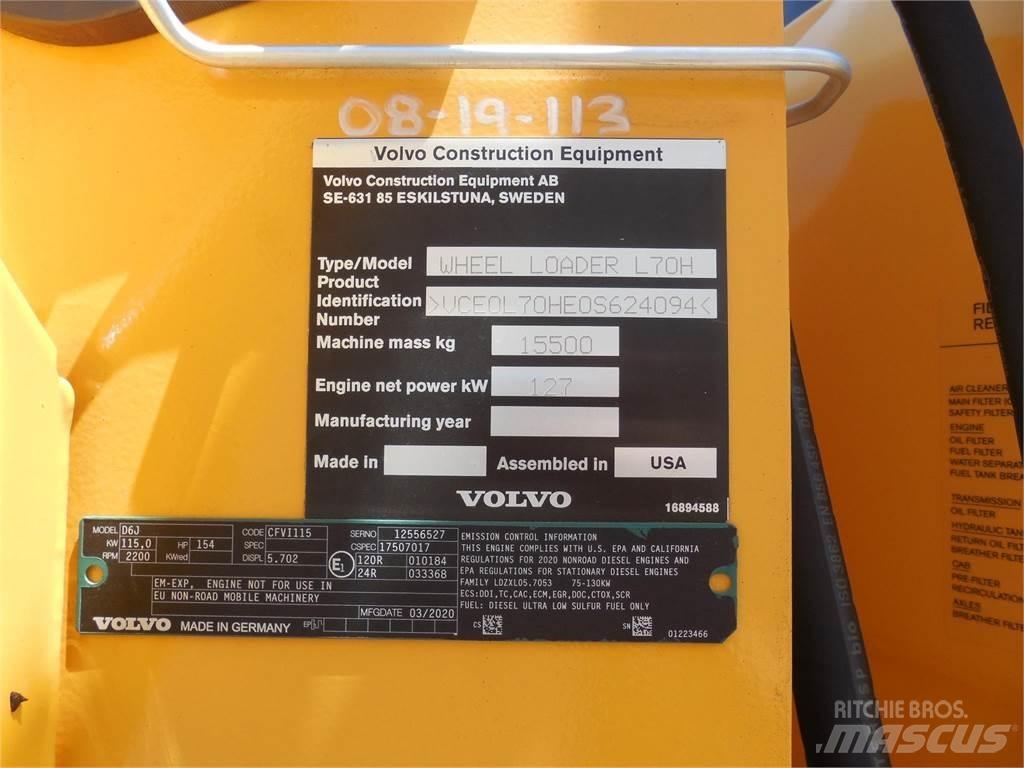 08-19-113
Volvo Construction Equipment
Volvo Construction Equipment AB
SE-631 85 ESKILSTUNA, SWEDEN
Type/Model WHEEL LOADER L70H
Product
Identification >VCE0L70HE0S624094<
Number
Machine mass kg 15500
Engine net power kW 127
Manufacturing year
Made in Assembled in USA
VOLVO 16894588
MODEL D6J CODE CFVI115 SERNO 12556527
KW 115,0 HP 154 SPEC CSPEC 17507017
RPM 2200 KWred DISPL 5.702 E1 120R 010184
24R 033368
EM-EXP, ENGINE NOT FOR USE IN
EU NON-ROAD MOBILE MACHINERY
MFGDATE 03/2020
VOLVO MADE IN GERMANY EP
EMISSION CONTROL INFORMATION
THIS ENGINE COMPLIES WITH U.S. EPA AND CALIFORNIA
REGULATIONS FOR 2020 NONROAD DIESEL ENGINES AND
EPA REGULATIONS FOR STATIONARY DIESEL ENGINES
FAMILY LDZXL05.7053 75-130KW
ECS:DDI,TC,CAC,ECM,EGR,DOC,CTOX,SCR
FUEL: DIESEL ULTRA LOW SULFUR FUEL ONLY
CS SN 01223466
AIR CLEANER
MAIN FILTER
SAFETY FILTER
ENGINE
OIL FILTER
FUEL FILTER
WATER SEPARAT
FUEL TANK BREA
TRANSMISSION
OIL FILTER
HYDRAULIC TAN
RETURN OIL FILT
BREATHER FILTE
CAB
PRE-FILTER
RECIRCULATION
AXLES
BREATHER FILTE
RITCHIE BROS.
MASCUS